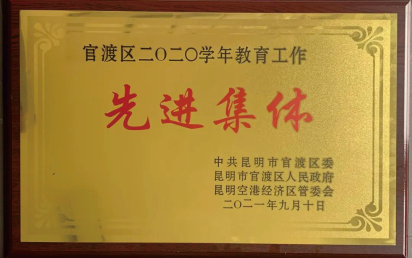 官渡区二〇二〇学年教育工作
先进集体
中共昆明市官渡区委
昆明市官渡区人民政府
昆明空港经济区管委会
二〇二一年九月十日